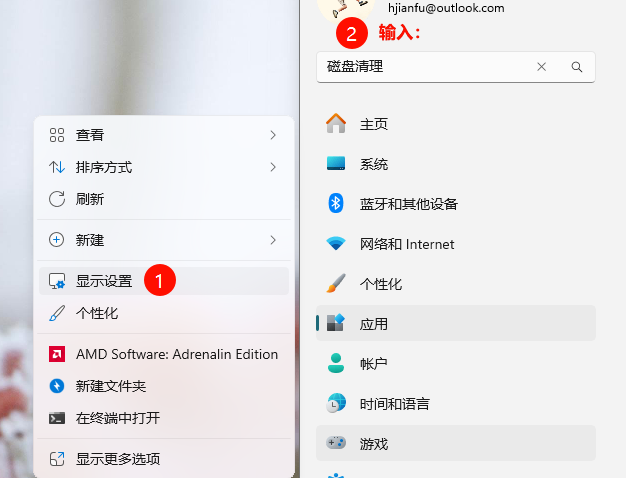 查看
排序方式
刷新
新建
显示设置
1
个性化
AMD Software: Adrenalin Edition
新建文件夹
在终端中打开
显示更多选项
hjianfu@outlook.com
2 输入：
磁盘清理
主页
系统
蓝牙和其他设备
网络和 Internet
个性化
应用
帐户
时间和语言
游戏